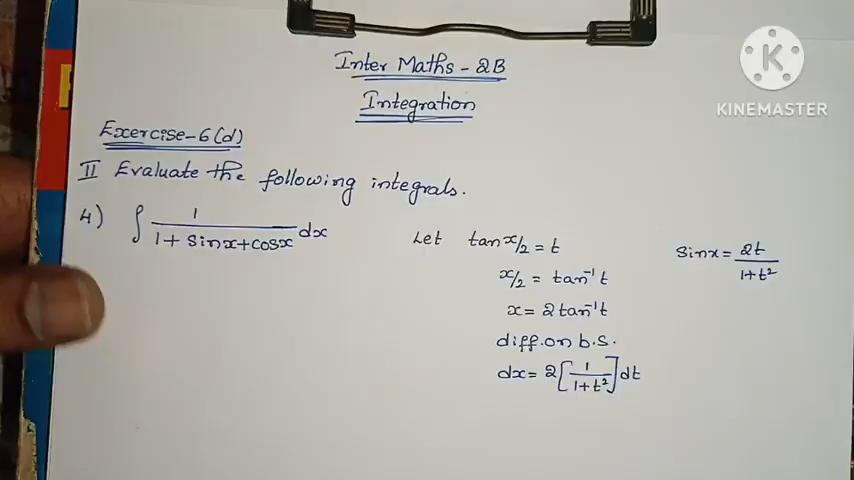 Inter Maths - 2B
Integration
Exercise-6(d)
II Evaluate the following integrals.
4) ∫ 1/(1+sinx+cosx) dx
Let tan x/2 = t
x/2 = tan⁻¹t
x = 2tan⁻¹t
diff.on b.s.
dx = 2[1/(1+t²)]dt
sinx = 2t/(1+t²)
KINEMASTER